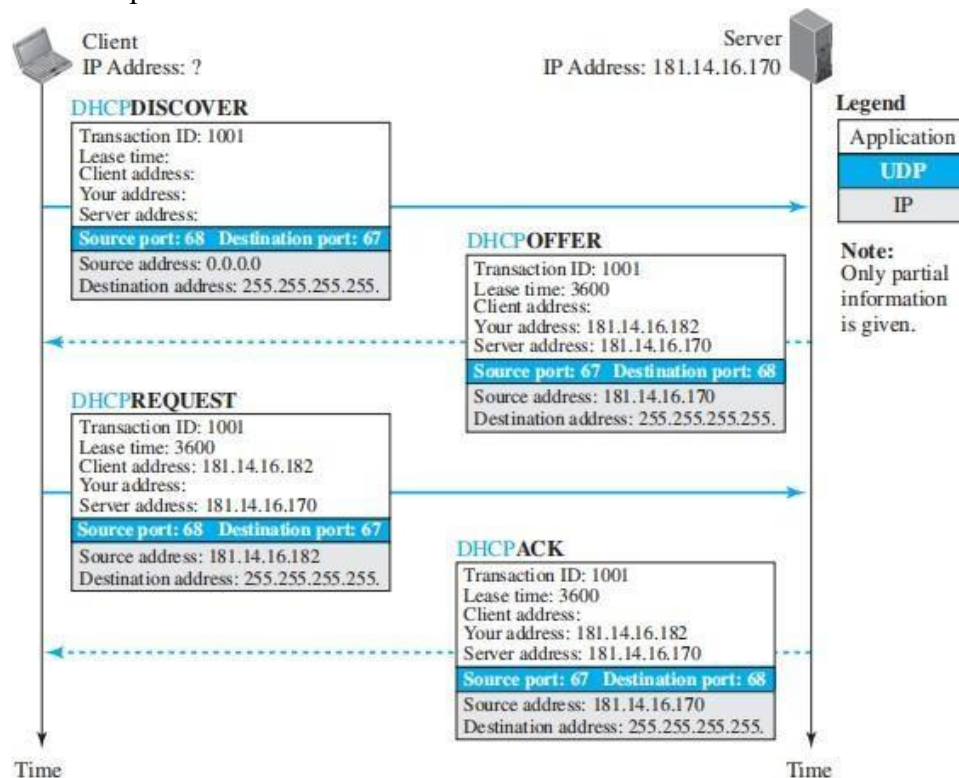 Client
IP Address: ?
Server
IP Address: 181.14.16.170
DHCPDISCOVER
Transaction ID: 1001
Lease time:
Client address:
Your address:
Server address:
Source port: 68 Destination port: 67
Source address: 0.0.0.0
Destination address: 255.255.255.255.
Legend
Application
UDP
IP
Note:
Only partial
information
is given.
DHCPOFFER
Transaction ID: 1001
Lease time: 3600
Client address:
Your address: 181.14.16.182
Server address: 181.14.16.170
Source port: 67 Destination port: 68
Source address: 181.14.16.170
Destination address: 255.255.255.255.
DHCPREQUEST
Transaction ID: 1001
Lease time: 3600
Client address: 181.14.16.182
Your address:
Server address: 181.14.16.170
Source port: 68 Destination port: 67
Source address: 181.14.16.182
Destination address: 255.255.255.255.
DHCPACK
Transaction ID: 1001
Lease time: 3600
Client address:
Your address: 181.14.16.182
Server address: 181.14.16.170
Source port: 67 Destination port: 68
Source address: 181.14.16.170
Destination address: 255.255.255.255.
Time
Time